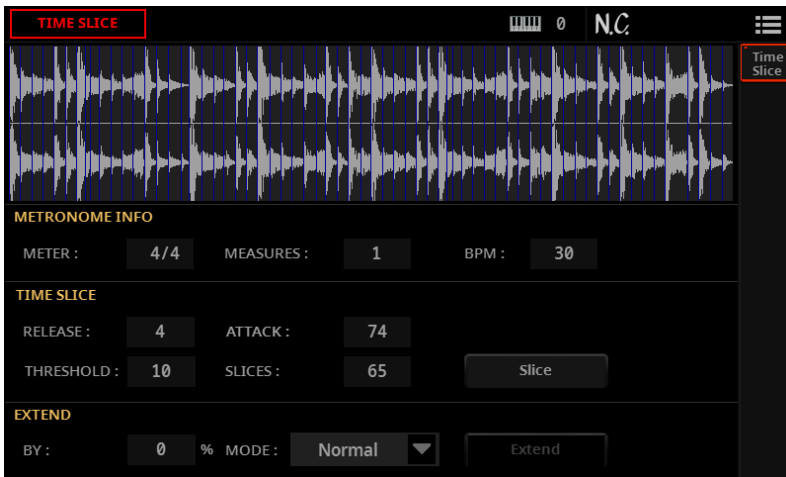 TIME SLICE
0
N.C.
Time
Slice
METRONOME INFO
METER : 4/4 MEASURES : 1 BPM : 30
TIME SLICE
RELEASE : 4 ATTACK : 74
THRESHOLD : 10 SLICES : 65 Slice
EXTEND
BY : 0 % MODE : Normal Extend